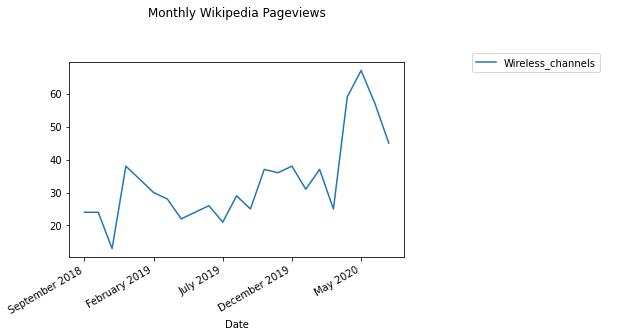 Monthly Wikipedia Pageviews
Wireless_channels
60
50
40
30
20
September 2018
February 2019
July 2019
December 2019
May 2020
Date